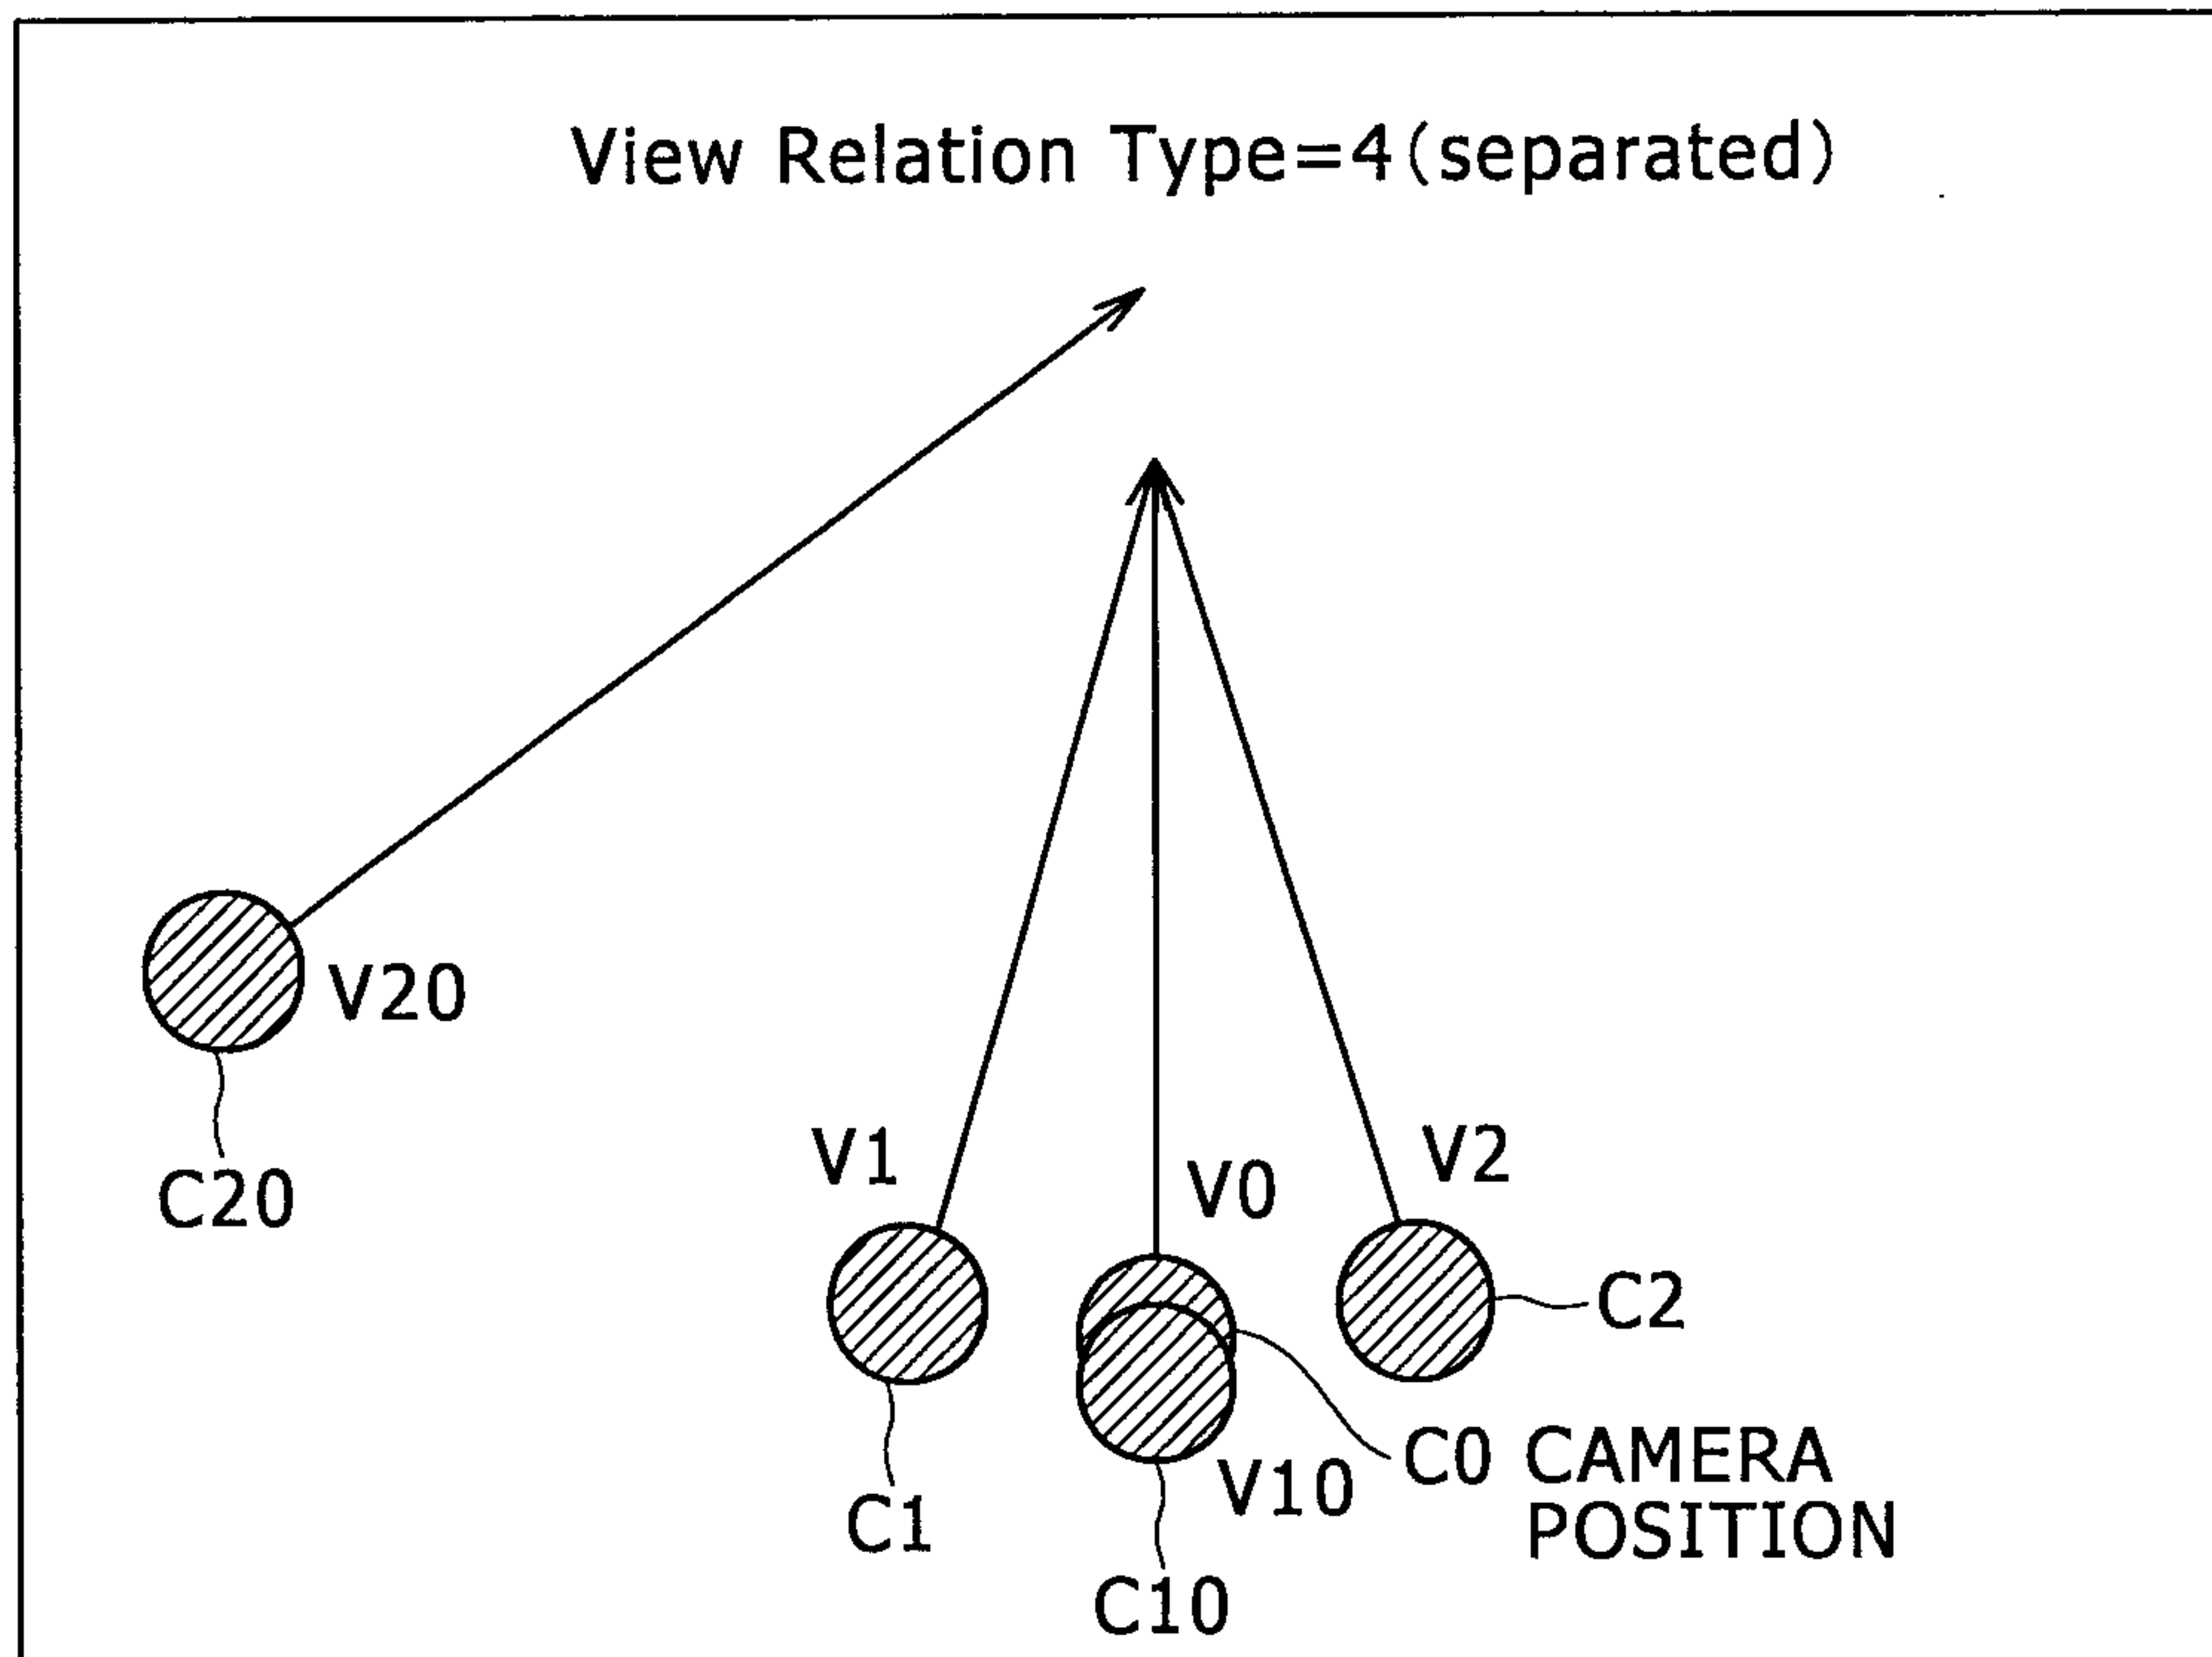 View Relation Type=4(separated)
V20
C20
V1
V0
V2
C2
C1
V10
C0 CAMERA
POSITION
C10